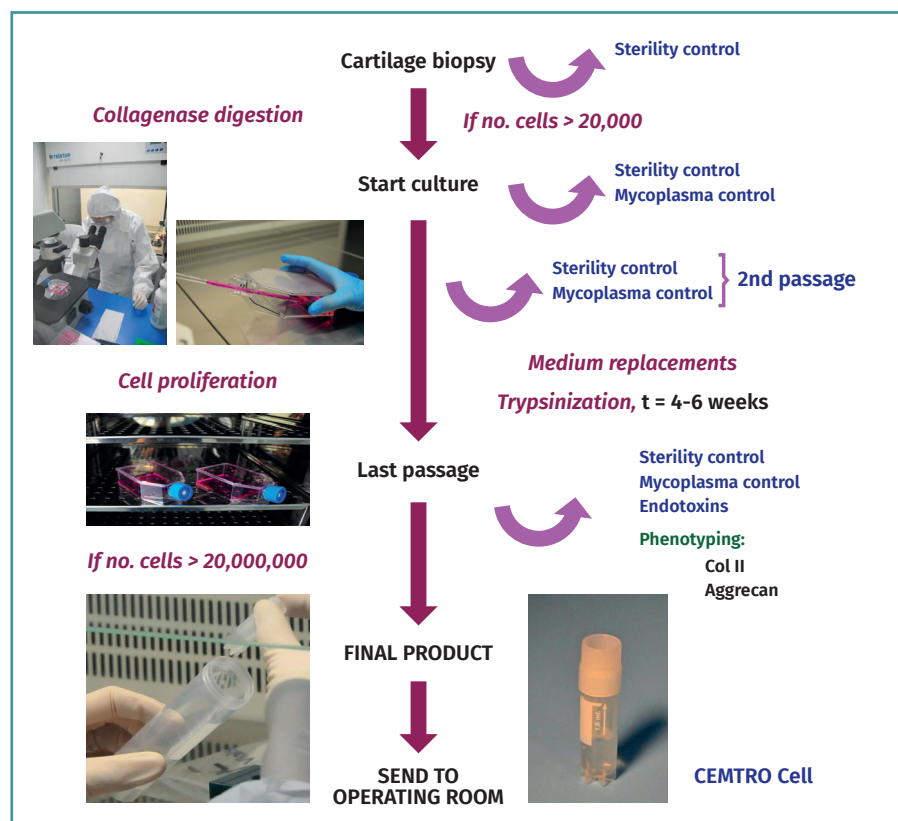 Cartilage biopsy
Sterility control
Collagenase digestion
If no. cells > 20,000
Start culture
Sterility control
Mycoplasma control
Sterility control
Mycoplasma control
2nd passage
Medium replacements
Cell proliferation
Trypsinization, t = 4-6 weeks
Last passage
Sterility control
Mycoplasma control
Endotoxins
Phenotyping:
Col II
Aggrecan
If no. cells > 20,000,000
FINAL PRODUCT
SEND TO
OPERATING ROOM
CEMTRO Cell